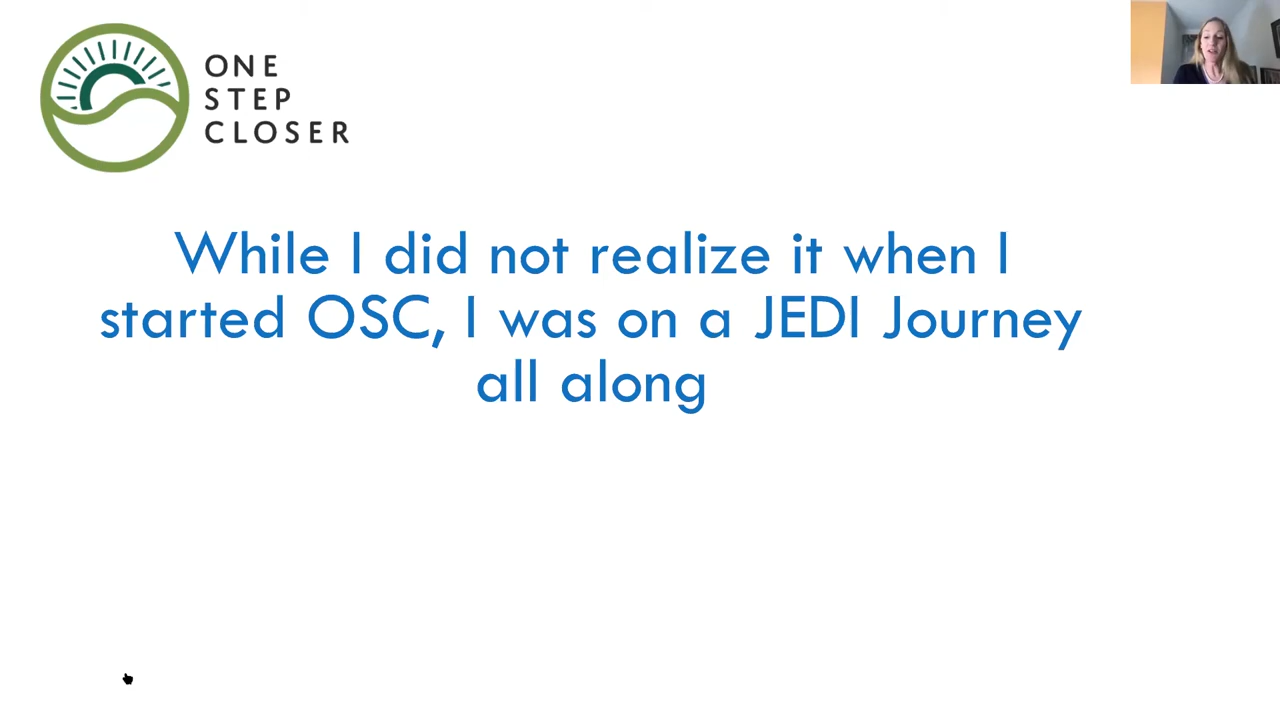 ONE
STEP
CLOSER
While I did not realize it when I
started OSC, I was on a JEDI Journey
all along